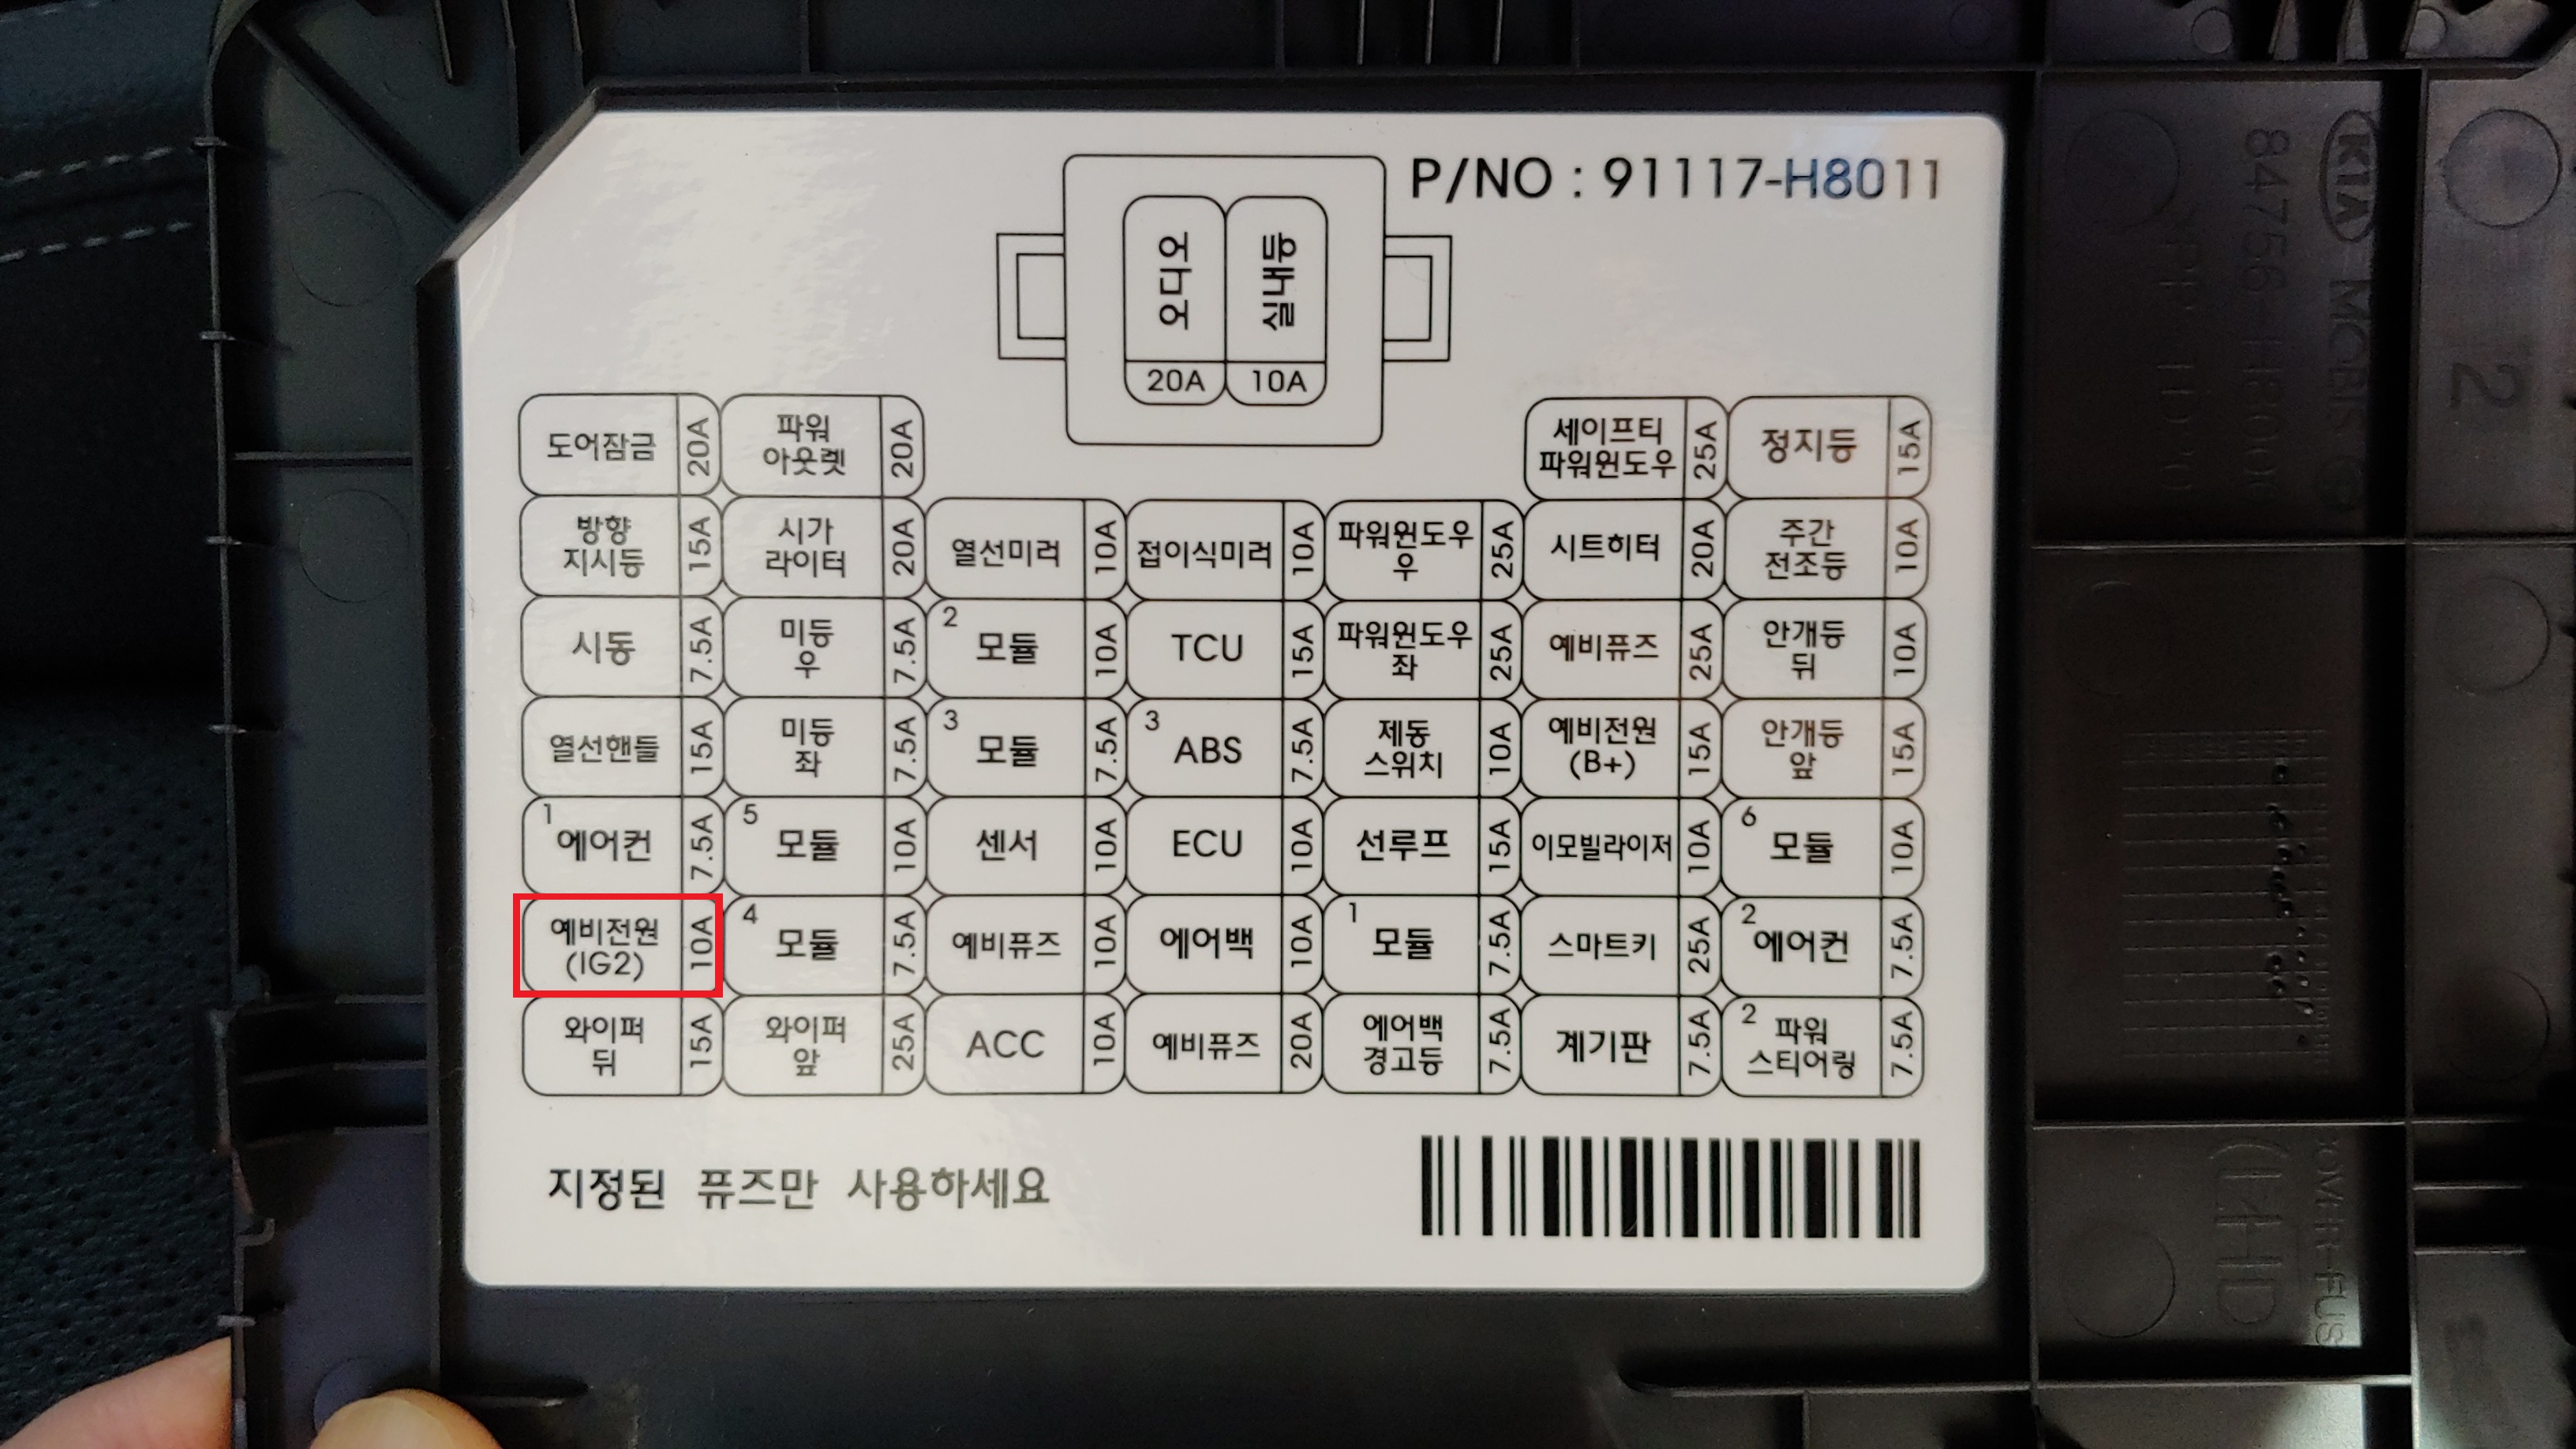 P/NO : 91117-H8011
오디오 20A
실내등 10A
도어잠금 20A
파워
아웃렛 20A
세이프티
파워윈도우 25A
정지등 15A
방향
지시등 15A
시가
라이터 20A
열선미러 10A
접이식미러 10A
파워윈도우
우 25A
시트히터 20A
주간
전조등 10A
시동 7.5A
미등
우 7.5A
2 모듈 10A
TCU 15A
파워윈도우
좌 25A
예비퓨즈 25A
안개등
뒤 10A
열선핸들 15A
미등
좌 7.5A
3 모듈 7.5A
3 ABS 7.5A
제동
스위치 10A
예비전원
(B+) 15A
안개등
앞 15A
1 에어컨 7.5A
5 모듈 10A
센서 10A
ECU 10A
선루프 15A
이모빌라이저 10A
6 모듈 10A
예비전원
(IG2) 10A
4 모듈 7.5A
예비퓨즈 10A
에어백 10A
1 모듈 7.5A
스마트키 25A
2 에어컨 7.5A
와이퍼
뒤 15A
와이퍼
앞 25A
ACC 10A
예비퓨즈 20A
에어백
경고등 7.5A
계기판 7.5A
2 파워
스티어링 7.5A
지정된 퓨즈만 사용하세요
KIA MOBIS
2